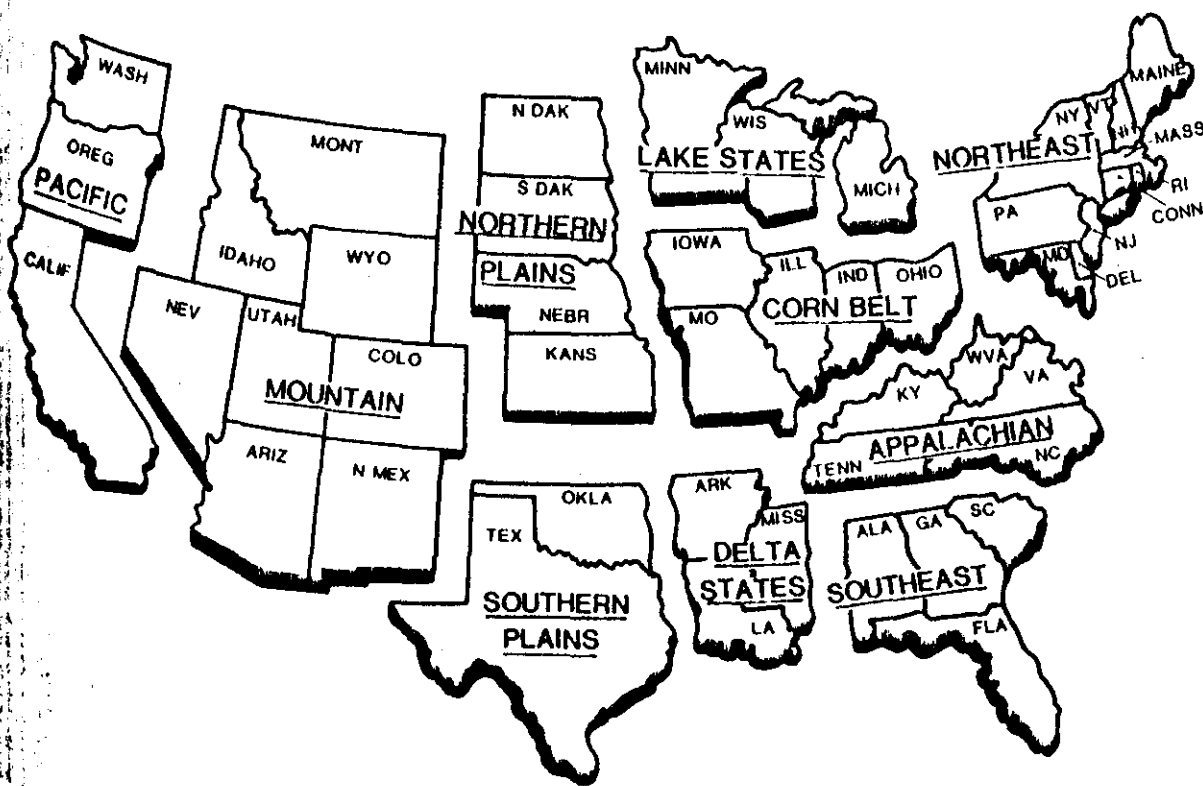 WASH
OREG
PACIFIC
CALIF
MONT
IDAHO
WYO
NEV
UTAH
COLO
MOUNTAIN
ARIZ
N MEX
N DAK
S DAK
NORTHERN
PLAINS
NEBR
KANS
OKLA
TEX
SOUTHERN
PLAINS
MINN
WIS
LAKE STATES
MICH
IOWA
ILL
IND
OHIO
CORN BELT
MO
ARK
MISS
DELTA
STATES
LA
MAINE
NY
VT
MASS
NORTHEAST
RI
CONN
PA
NJ
MD
DEL
WVA
VA
KY
APPALACHIAN
TENN
NC
ALA
GA
SC
SOUTHEAST
FLA